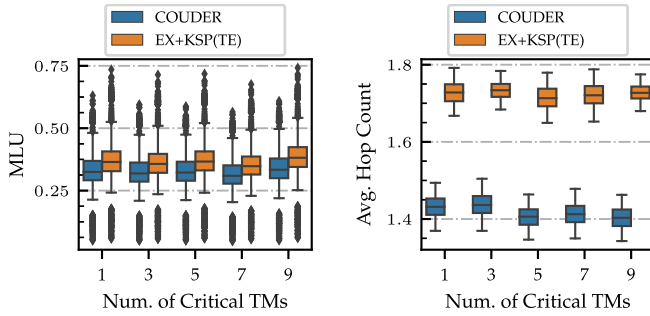 COUDER
EX+KSP(TE)
MLU
0.75
0.50
0.25
1 3 5 7 9
Num. of Critical TMs
COUDER
EX+KSP(TE)
Avg. Hop Count
1.8
1.6
1.4
1 3 5 7 9
Num. of Critical TMs